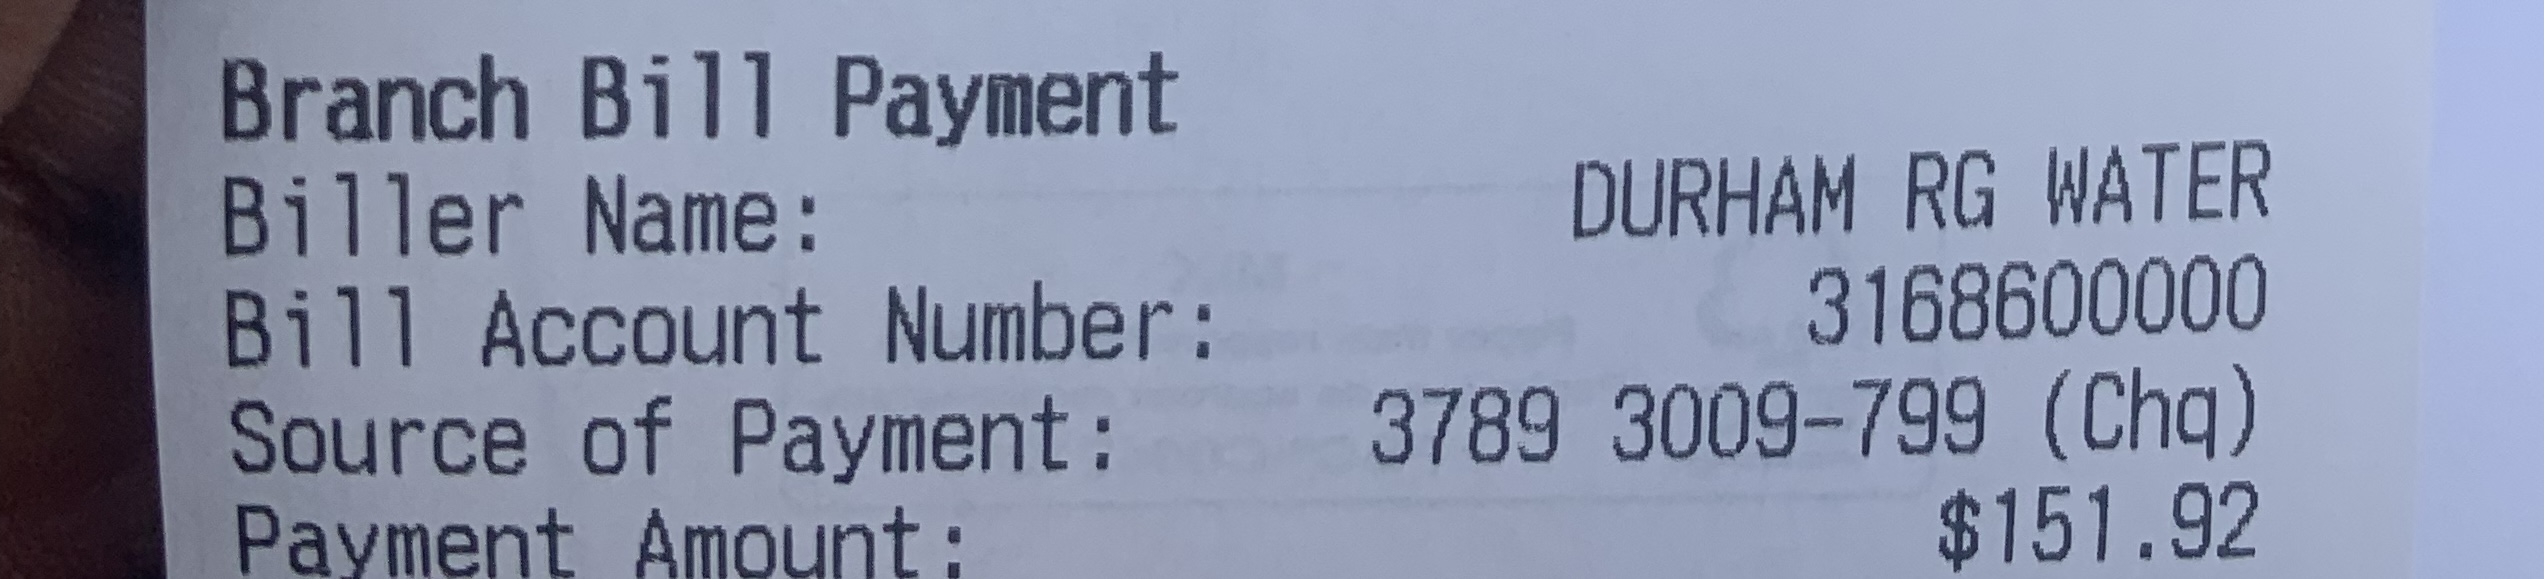 Branch Bill Payment
Biller Name: DURHAM RG WATER
Bill Account Number: 3168600000
Source of Payment: 3789 3009-799 (Chq)
Payment Amount: $151.92